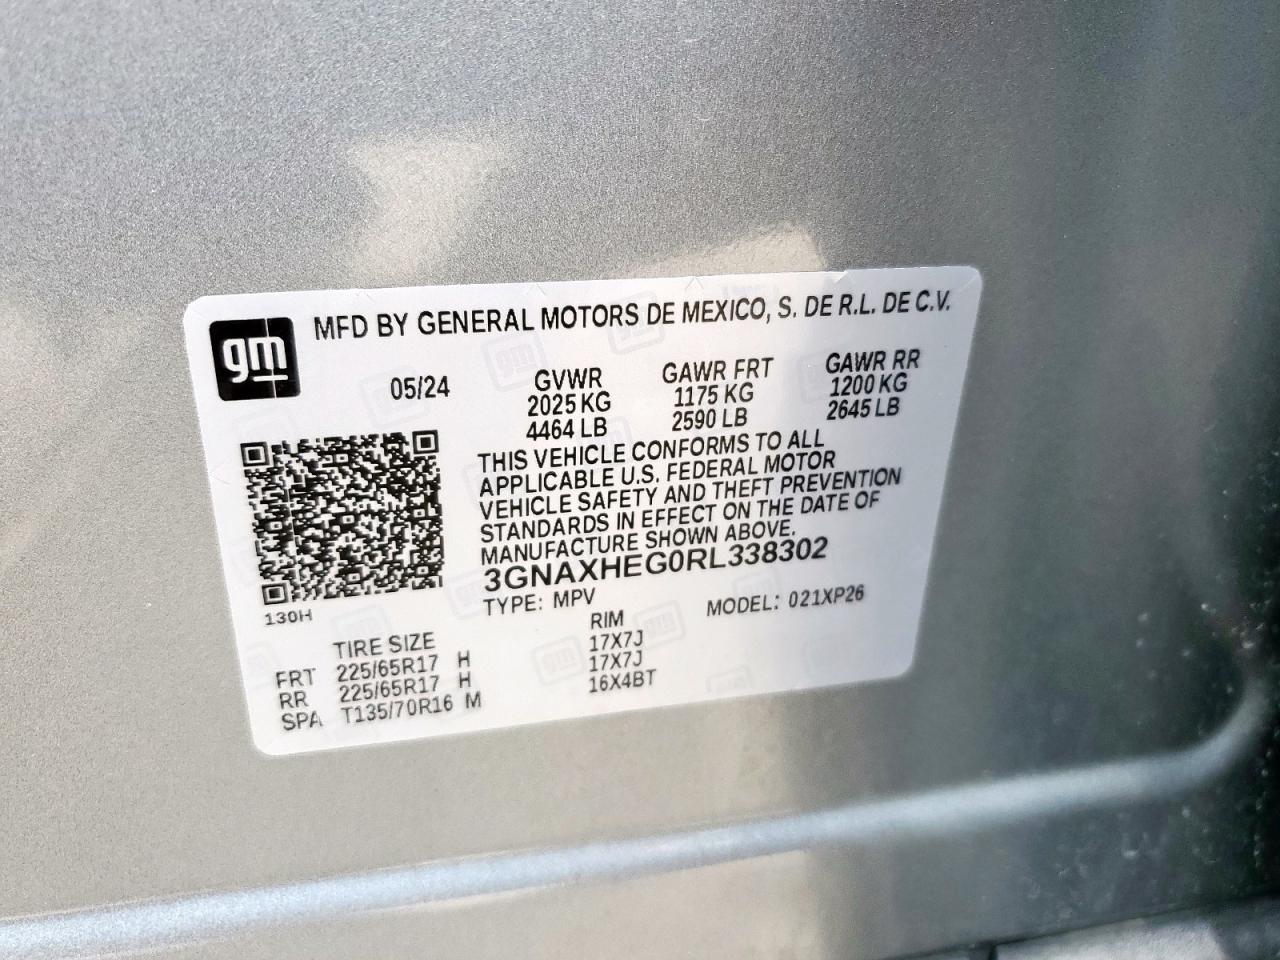 gm MFD BY GENERAL MOTORS DE MEXICO, S. DE R.L. DE C.V.
05/24 GVWR GAWR FRT GAWR RR
2025 KG 1175 KG 1200 KG
4464 LB 2590 LB 2645 LB
THIS VEHICLE CONFORMS TO ALL
APPLICABLE U.S. FEDERAL MOTOR
VEHICLE SAFETY AND THEFT PREVENTION
STANDARDS IN EFFECT ON THE DATE OF
MANUFACTURE SHOWN ABOVE.
3GNAXHEG0RL338302
130H
TYPE: MPV MODEL: 021XP26
TIRE SIZE RIM
FRT 225/65R17 H 17X7J
RR 225/65R17 H 17X7J
SPA T135/70R16 M 16X4BT